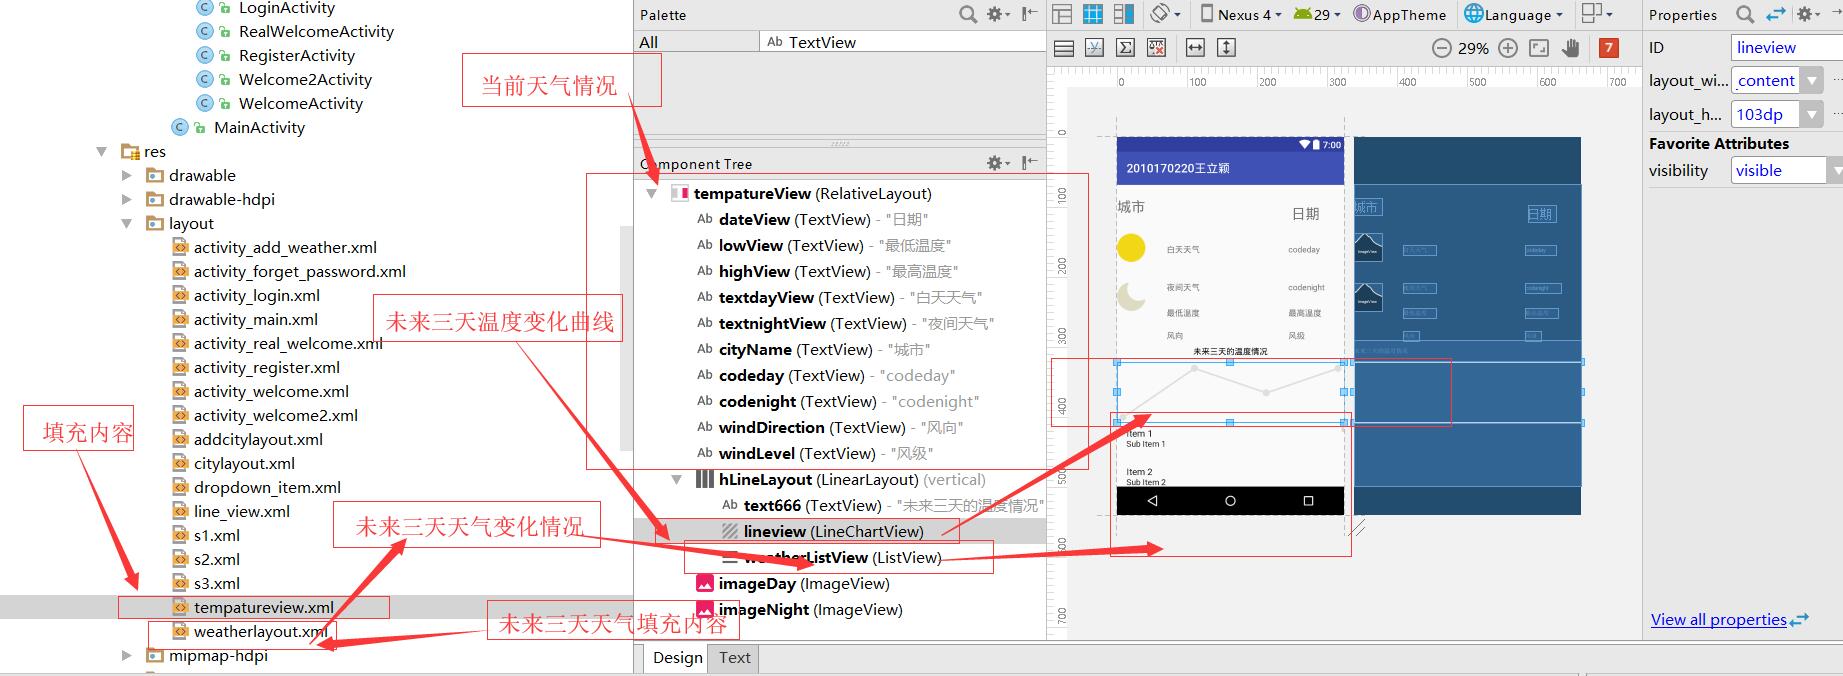 LoginActivity
RealWelcomeActivity
RegisterActivity
Welcome2Activity
WelcomeActivity
MainActivity
res
drawable
drawable-hdpi
layout
activity_add_weather.xml
activity_forget_password.xml
activity_login.xml
activity_main.xml
activity_real_welcome.xml
activity_register.xml
activity_welcome.xml
activity_welcome2.xml
addcitylayout.xml
citylayout.xml
dropdown_item.xml
line_view.xml
s1.xml
s2.xml
s3.xml
tempatureview.xml
weatherlayout.xml
mipmap-hdpi
填充内容
当前天气情况
未来三天温度变化曲线
未来三天天气变化情况
未来三天天气填充内容
Palette
All
Ab TextView
Component Tree
tempatureView (RelativeLayout)
Ab dateView (TextView) - "日期"
Ab lowView (TextView) - "最低温度"
Ab highView (TextView) - "最高温度"
Ab textdayView (TextView) - "白天天气"
Ab textnightView (TextView) - "夜间天气"
Ab cityName (TextView) - "城市"
Ab codeday (TextView) - "codeday"
Ab codenight (TextView) - "codenight"
Ab windDirection (TextView) - "风向"
Ab windLevel (TextView) - "风级"
hLineLayout (LinearLayout) (vertical)
Ab text666 (TextView) - "未来三天的温度情况"
lineview (LineChartView)
weatherListView (ListView)
imageDay (ImageView)
imageNight (ImageView)
Design Text
Nexus 4 29 AppTheme Language
29% 7
0 100 200 300 400 500 600 700
0
100
200
300
400
500
600
700
7:00
2010170220王立颖
城市 日期
白天天气 codeday
夜间天气 codenight
最低温度 最高温度
风向 风级
未来三天的温度情况
Item 1
Sub Item 1
Item 2
Sub Item 2
城市 日期
Properties
ID lineview
layout_wi... _content
layout_h... 103dp
Favorite Attributes
visibility visible
View all properties